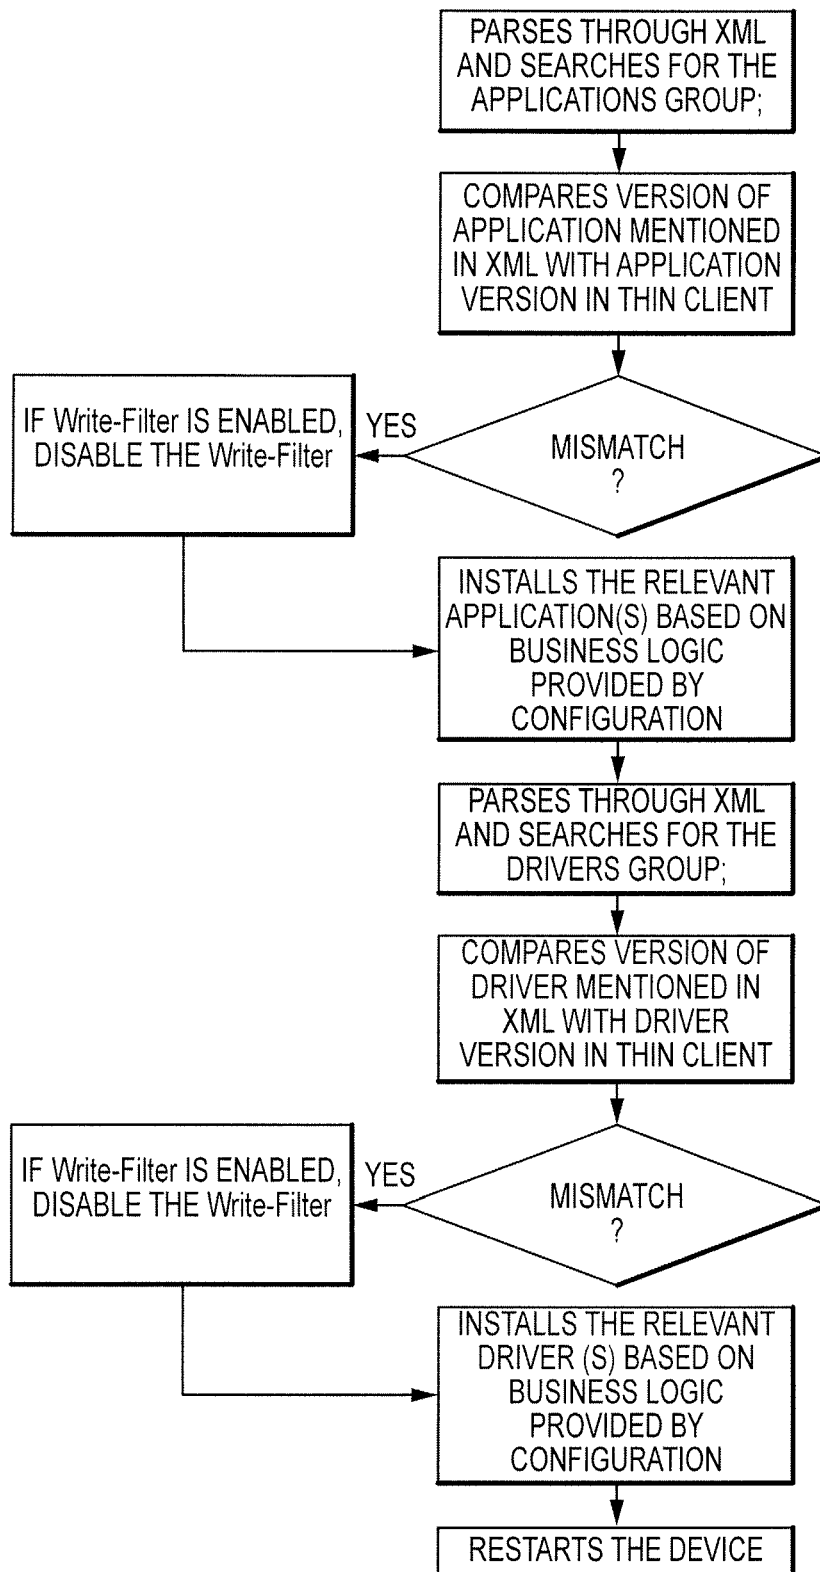 PARSES THROUGH XML
AND SEARCHES FOR THE
APPLICATIONS GROUP;
COMPARES VERSION OF
APPLICATION MENTIONED
IN XML WITH APPLICATION
VERSION IN THIN CLIENT
IF Write-Filter IS ENABLED,
DISABLE THE Write-Filter
YES
MISMATCH
?
INSTALLS THE RELEVANT
APPLICATION(S) BASED ON
BUSINESS LOGIC
PROVIDED BY
CONFIGURATION
PARSES THROUGH XML
AND SEARCHES FOR THE
DRIVERS GROUP;
COMPARES VERSION OF
DRIVER MENTIONED IN
XML WITH DRIVER
VERSION IN THIN CLIENT
IF Write-Filter IS ENABLED,
DISABLE THE Write-Filter
YES
MISMATCH
?
INSTALLS THE RELEVANT
DRIVER (S) BASED ON
BUSINESS LOGIC
PROVIDED BY
CONFIGURATION
RESTARTS THE DEVICE